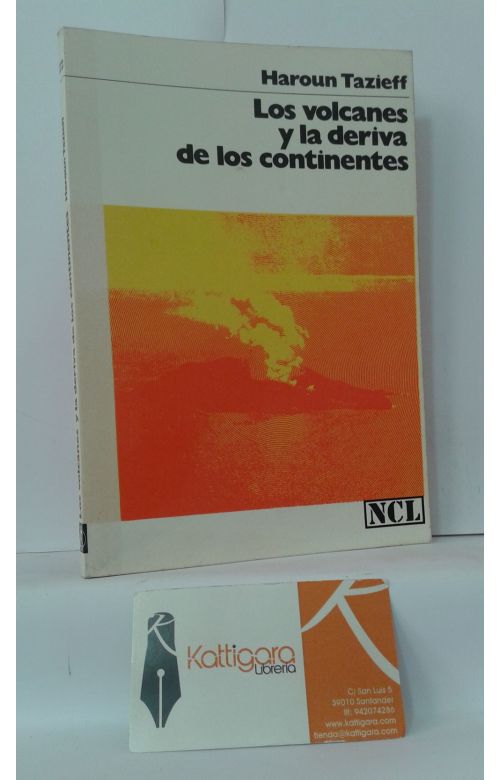 Haroun Tazieff
Los volcanes
y la deriva
de los continentes
NCL
Kattigara
Librería
C/ San Luis 5
39010 Santander
tlf: 942074286
www.kattigara.com
tienda@kattigara.com